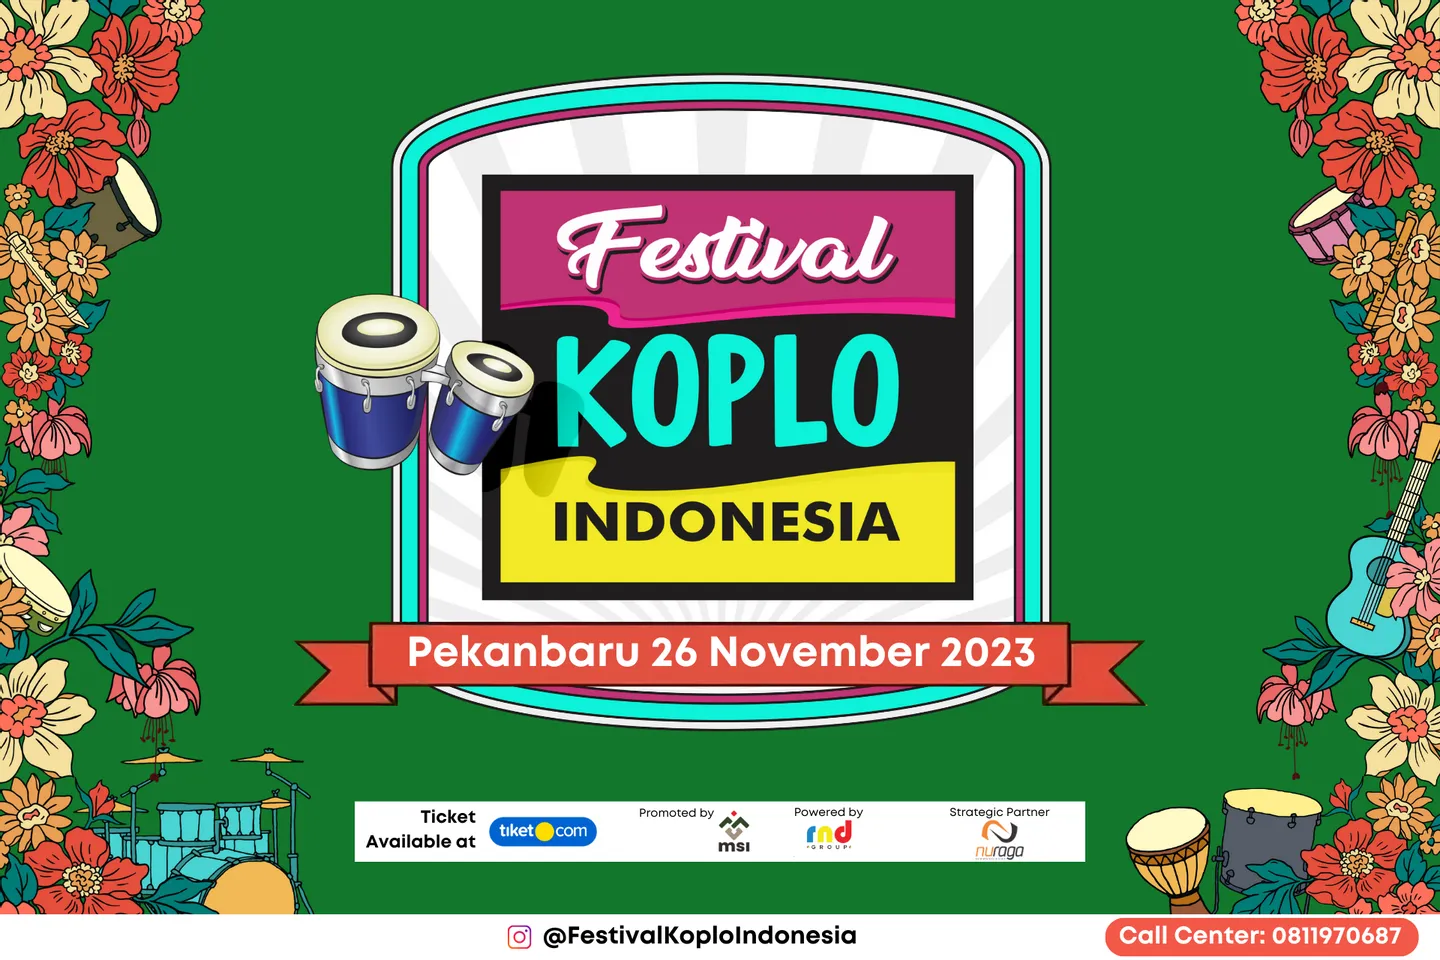 Festival
KOPLO
INDONESIA
Pekanbaru 26 November 2023
Ticket
Available at
tiket.com
Promoted by
msi
Powered by
rnd
GROUP
Strategic Partner
nuraga
@FestivalKoploIndonesia
Call Center: 0811970687